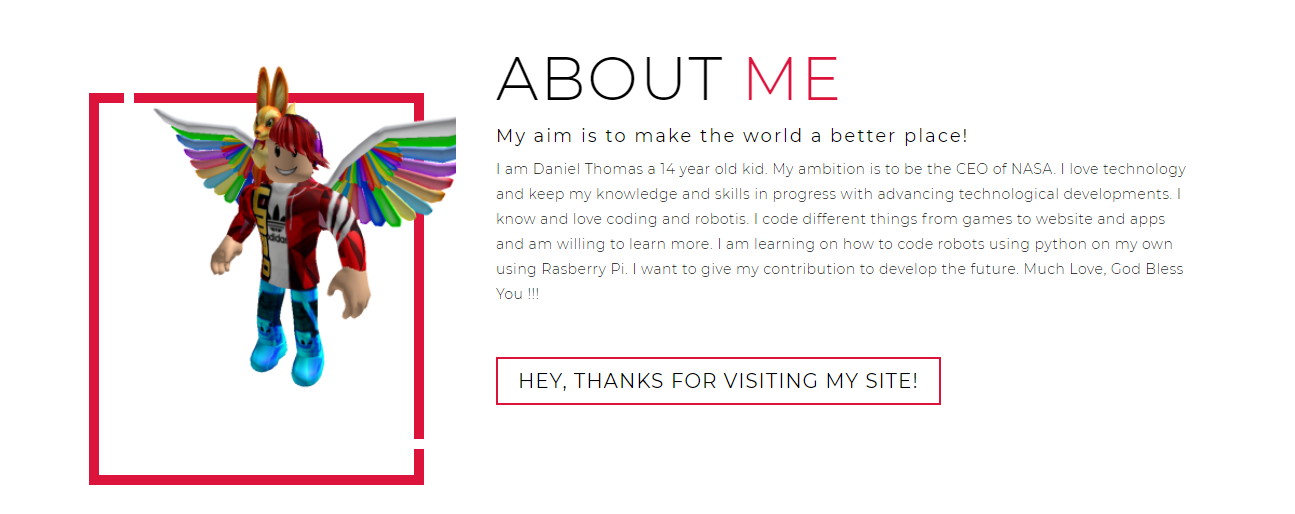 ABOUT ME
My aim is to make the world a better place!
I am Daniel Thomas a 14 year old kid. My ambition is to be the CEO of NASA. I love technology
and keep my knowledge and skills in progress with advancing technological developments. I
know and love coding and robotis. I code different things from games to website and apps
and am willing to learn more. I am learning on how to code robots using python on my own
using Rasberry Pi. I want to give my contribution to develop the future. Much Love, God Bless
You !!!
adidas
HEY, THANKS FOR VISITING MY SITE!